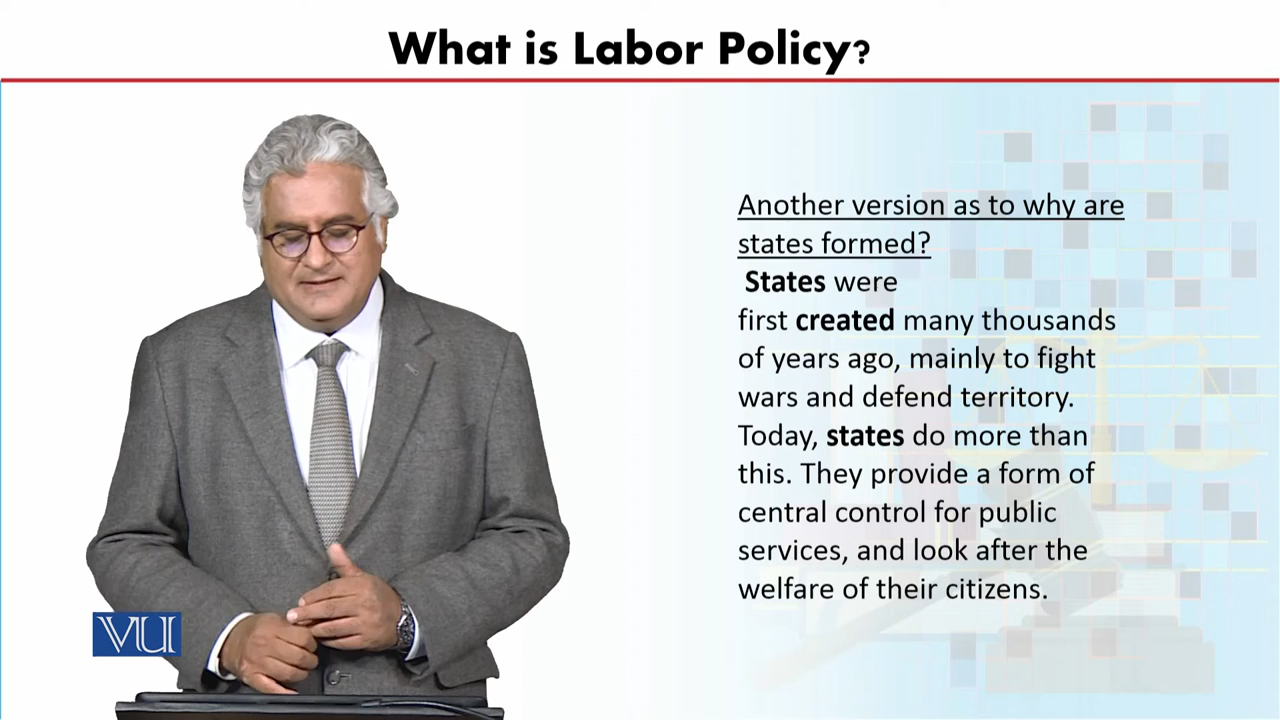 What is Labor Policy?
Another version as to why are
states formed?
States were
first created many thousands
of years ago, mainly to fight
wars and defend territory.
Today, states do more than
this. They provide a form of
central control for public
services, and look after the
welfare of their citizens.
VU